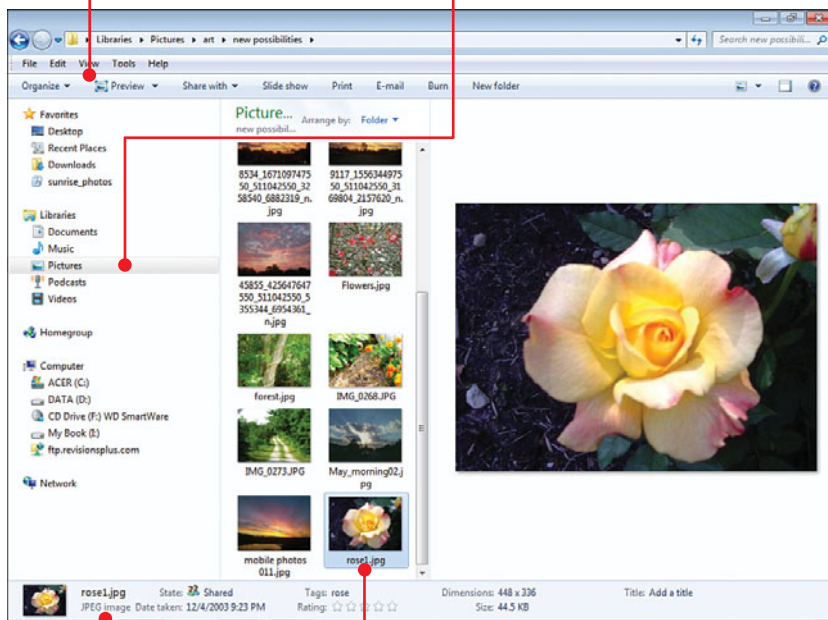 Libraries ▸ Pictures ▸ art ▸ new possibilities ▸
Search new possibili...
File Edit View Tools Help
Organize Preview Share with Slide show Print E-mail Burn New folder
Favorites
Desktop
Recent Places
Downloads
sunrise_photos
Libraries
Documents
Music
Pictures
Podcasts
Videos
Homegroup
Computer
ACER (C:)
DATA (D:)
CD Drive (F:) WD SmartWare
My Book (I:)
ftp.revisionsplus.com
Network
Picture...
new possibil...
Arrange by: Folder
8534_1671097475
50_511042550_32
58540_6882319_n.
jpg
9117_1556344975
50_511042550_31
69804_2157620_n.
jpg
45855_425647647
550_511042550_5
355344_6954361_
n.jpg
Flowers.jpg
forest.jpg
IMG_0268.JPG
IMG_0273.JPG
May_morning02.j
pg
mobile photos
011.jpg
rose1.jpg
rose1.jpg State: Shared Tags: rose Dimensions: 448 x 336 Title: Add a title
JPEG image Date taken: 12/4/2003 9:23 PM Rating: Size: 44.5 KB